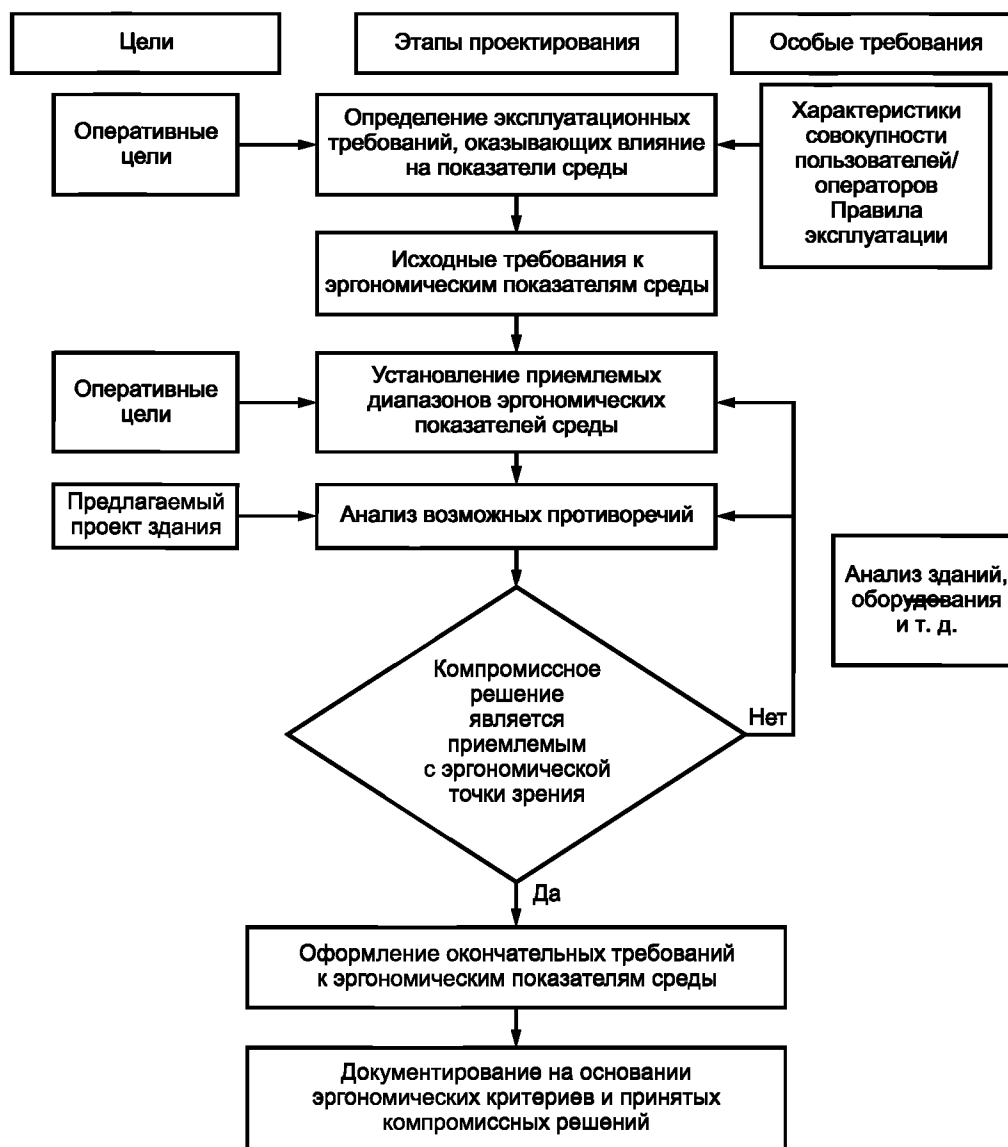 Цели
Этапы проектирования
Особые требования
Оперативные
цели
Определение эксплуатационных
требований, оказывающих влияние
на показатели среды
Характеристики
совокупности
пользователей/
операторов
Правила
эксплуатации
Исходные требования к
эргономическим показателям среды
Оперативные
цели
Установление приемлемых
диапазонов эргономических
показателей среды
Предлагаемый
проект здания
Анализ возможных противоречий
Анализ зданий,
оборудования
и т. д.
Компромиссное
решение
является
приемлемым
с эргономической
точки зрения
Нет
Да
Оформление окончательных требований
к эргономическим показателям среды
Документирование на основании
эргономических критериев и принятых
компромиссных решений